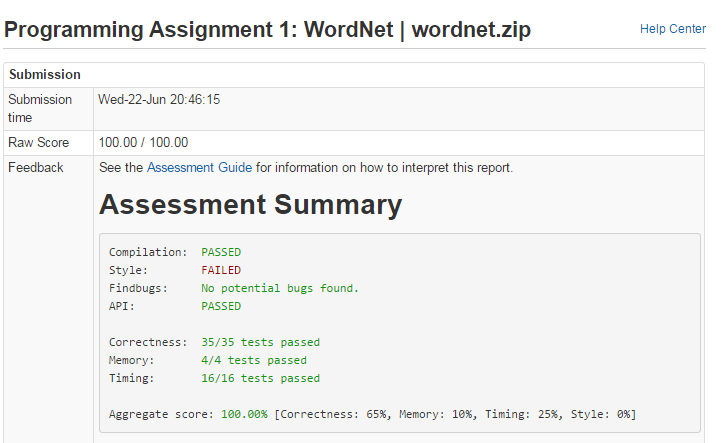 Programming Assignment 1: WordNet | wordnet.zip
Help Center
Submission
Submission time
Wed-22-Jun 20:46:15
Raw Score
100.00 / 100.00
Feedback
See the Assessment Guide for information on how to interpret this report.
Assessment Summary
Compilation: PASSED
Style: FAILED
Findbugs: No potential bugs found.
API: PASSED
Correctness: 35/35 tests passed
Memory: 4/4 tests passed
Timing: 16/16 tests passed
Aggregate score: 100.00% [Correctness: 65%, Memory: 10%, Timing: 25%, Style: 0%]